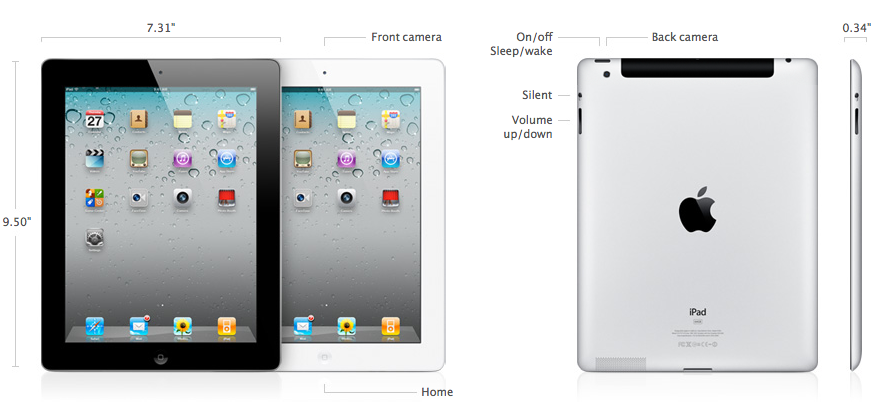 7.31"
Front camera
On/off
Sleep/wake
Back camera
0.34"
Silent
Volume
up/down
9.50"
27
iPad
Home